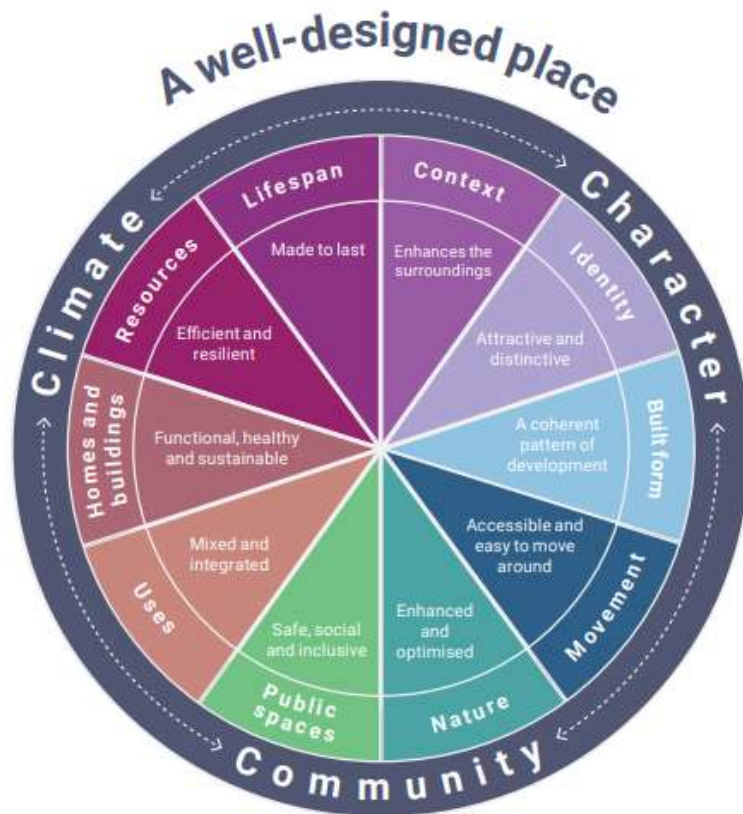 A well-designed place
Climate
Character
Community
Context
Enhances the
surroundings
Identity
Attractive and
distinctive
Built form
A coherent
pattern of
development
Movement
Accessible and
easy to move
around
Nature
Enhanced
and
optimised
Public
spaces
Safe, social
and inclusive
Uses
Mixed and
integrated
Homes and
buildings
Functional, healthy
and sustainable
Resources
Efficient and
resilient
Lifespan
Made to last